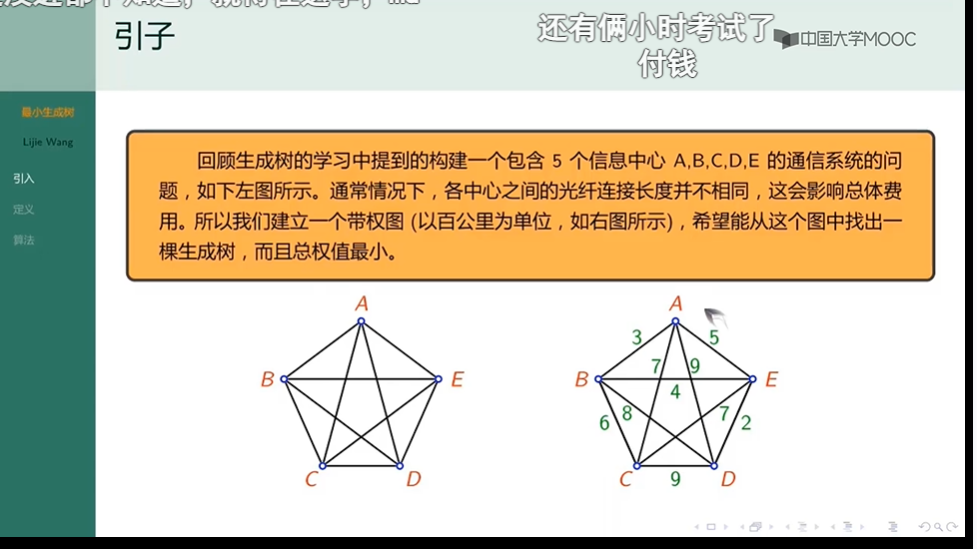 还有俩小时考试了
引子
中国大学MOOC
付钱
最小生成树
Lijie Wang
引入
定义
算法
回顾生成树的学习中提到的构建一个包含 5 个信息中心 A,B,C,D,E 的通信系统的问
题，如下左图所示。通常情况下，各中心之间的光纤连接长度并不相同，这会影响总体费
用。所以我们建立一个带权图 (以百公里为单位，如右图所示)，希望能从这个图中找出一
棵生成树，而且总权值最小。
A
B
E
C
D
A
3
5
7
9
B
E
4
6
8
7
2
C
D
9